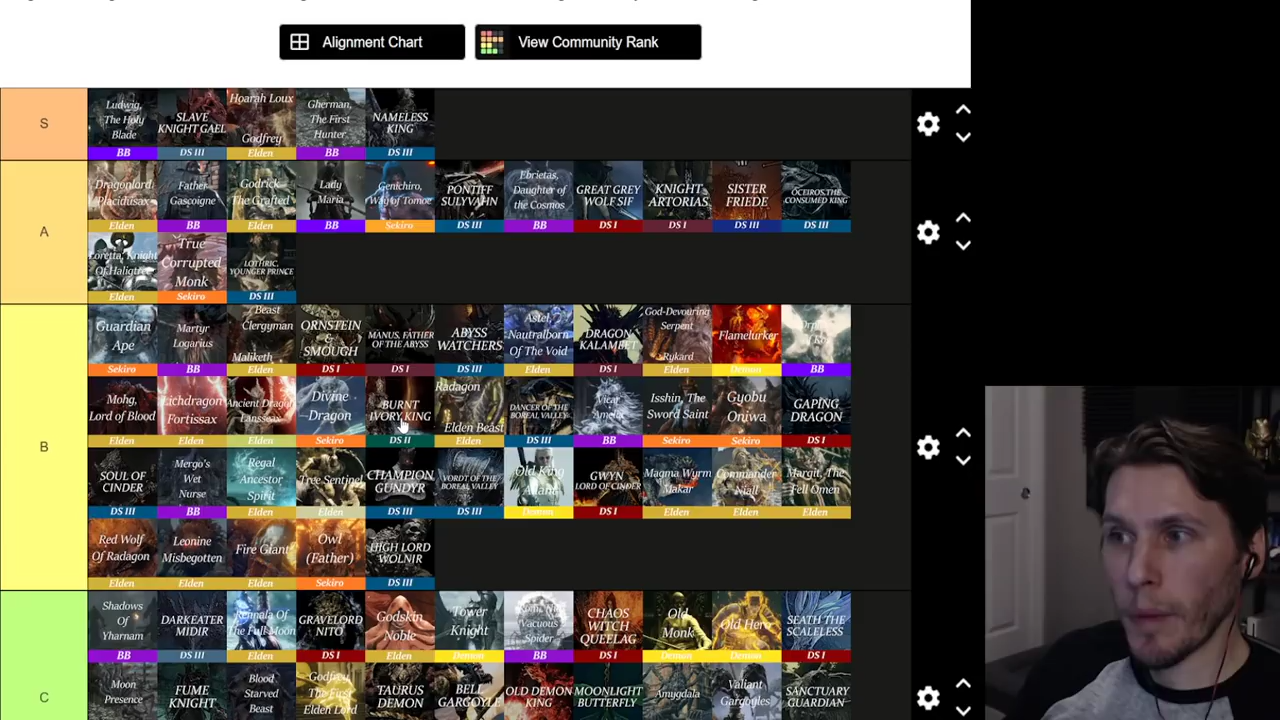 Alignment Chart
View Community Rank
S
Ludwig,
The Holy
Blade
BB
SLAVE
KNIGHT GAEL
DS III
Hoarah Loux
Godfrey
Elden
Gherman,
The First
Hunter
BB
NAMELESS
KING
DS III
A
Dragonlord
Placidusax
Elden
Father
Gascoigne
BB
Godrick
The Grafted
Elden
Lady
Maria
BB
Genichiro,
Way of Tomoe
Sekiro
PONTIFF
SULYVAHN
DS III
Ebrietas,
Daughter of
the Cosmos
BB
GREAT GREY
WOLF SIF
DS I
KNIGHT
ARTORIAS
DS I
SISTER
FRIEDE
DS III
OCEIROS,THE
CONSUMED KING
DS III
Loretta, Knight
Of Haligtree
Elden
True
Corrupted
Monk
Sekiro
LOTHRIC,
YOUNGER PRINCE
DS III
B
Guardian
Ape
Sekiro
Martyr
Logarius
BB
Beast
Clergyman
Maliketh
Elden
ORNSTEIN
&
SMOUGH
DS I
MANUS, FATHER
OF THE ABYSS
DS I
ABYSS
WATCHERS
DS III
Astel,
Nautralborn
Of The Void
Elden
DRAGON
KALAMEET
DS I
God-Devouring
Serpent
Rykard
Elden
Flamelurker
Demon
BB
Mohg,
Lord of Blood
Elden
Lichdragon
Fortissax
Elden
Ancient Dragon
Lansseax
Elden
Divine
Dragon
Sekiro
BURNT
IVORY KING
DS II
Radagon
Elden Beast
Elden
DANCER OF THE
BOREAL VALLEY
DS III
Vicar
Amelia
BB
Isshin, The
Sword Saint
Sekiro
Gyobu
Oniwa
Sekiro
GAPING
DRAGON
DS I
SOUL OF
CINDER
DS III
Mergo's
Wet
Nurse
BB
Regal
Ancestor
Spirit
Elden
Tree Sentinel
Elden
CHAMPION
GUNDYR
DS III
VORDT OF THE
BOREAL VALLEY
DS III
Old King
Allant
Demon
GWYN
LORD OF CINDER
DS I
Magma Wyrm
Makar
Elden
Commander
Niall
Elden
Margit, The
Fell Omen
Elden
Red Wolf
Of Radagon
Elden
Leonine
Misbegotten
Elden
Fire Giant
Elden
Owl
(Father)
Sekiro
HIGH LORD
WOLNIR
DS III
C
Shadows
Of
Yharnam
BB
DARKEATER
MIDIR
DS III
Rennala Of
The Full Moon
Elden
GRAVELORD
NITO
DS I
Godskin
Noble
Elden
Tower
Knight
Demon
Vacuous
Spider
BB
CHAOS
WITCH
QUEELAG
DS I
Old
Monk
Demon
Old Hero
Demon
SEATH THE
SCALELESS
DS I
Moon
Presence
FUME
KNIGHT
Blood
Starved
Beast
Godfrey,
The First
Elden Lord
TAURUS
DEMON
BELL
GARGOYLE
OLD DEMON
KING
MOONLIGHT
BUTTERFLY
Amygdala
Valiant
Gargoyles
SANCTUARY
GUARDIAN